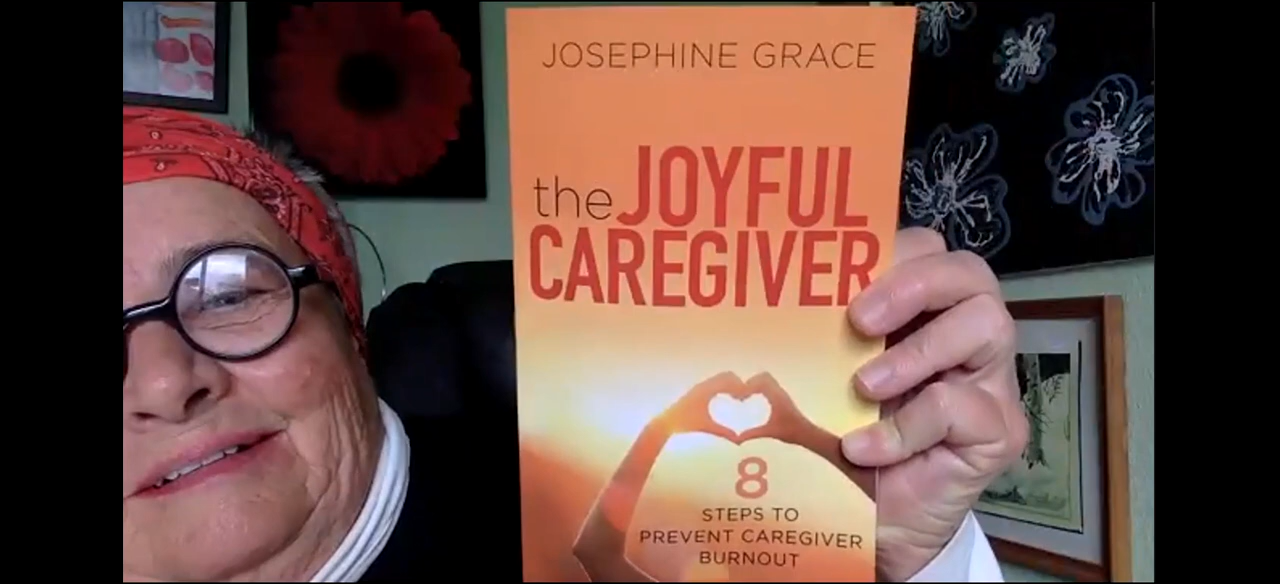 JOSEPHINE GRACE
the JOYFUL
CAREGIVER
8
STEPS TO
PREVENT CAREGIVER
BURNOUT